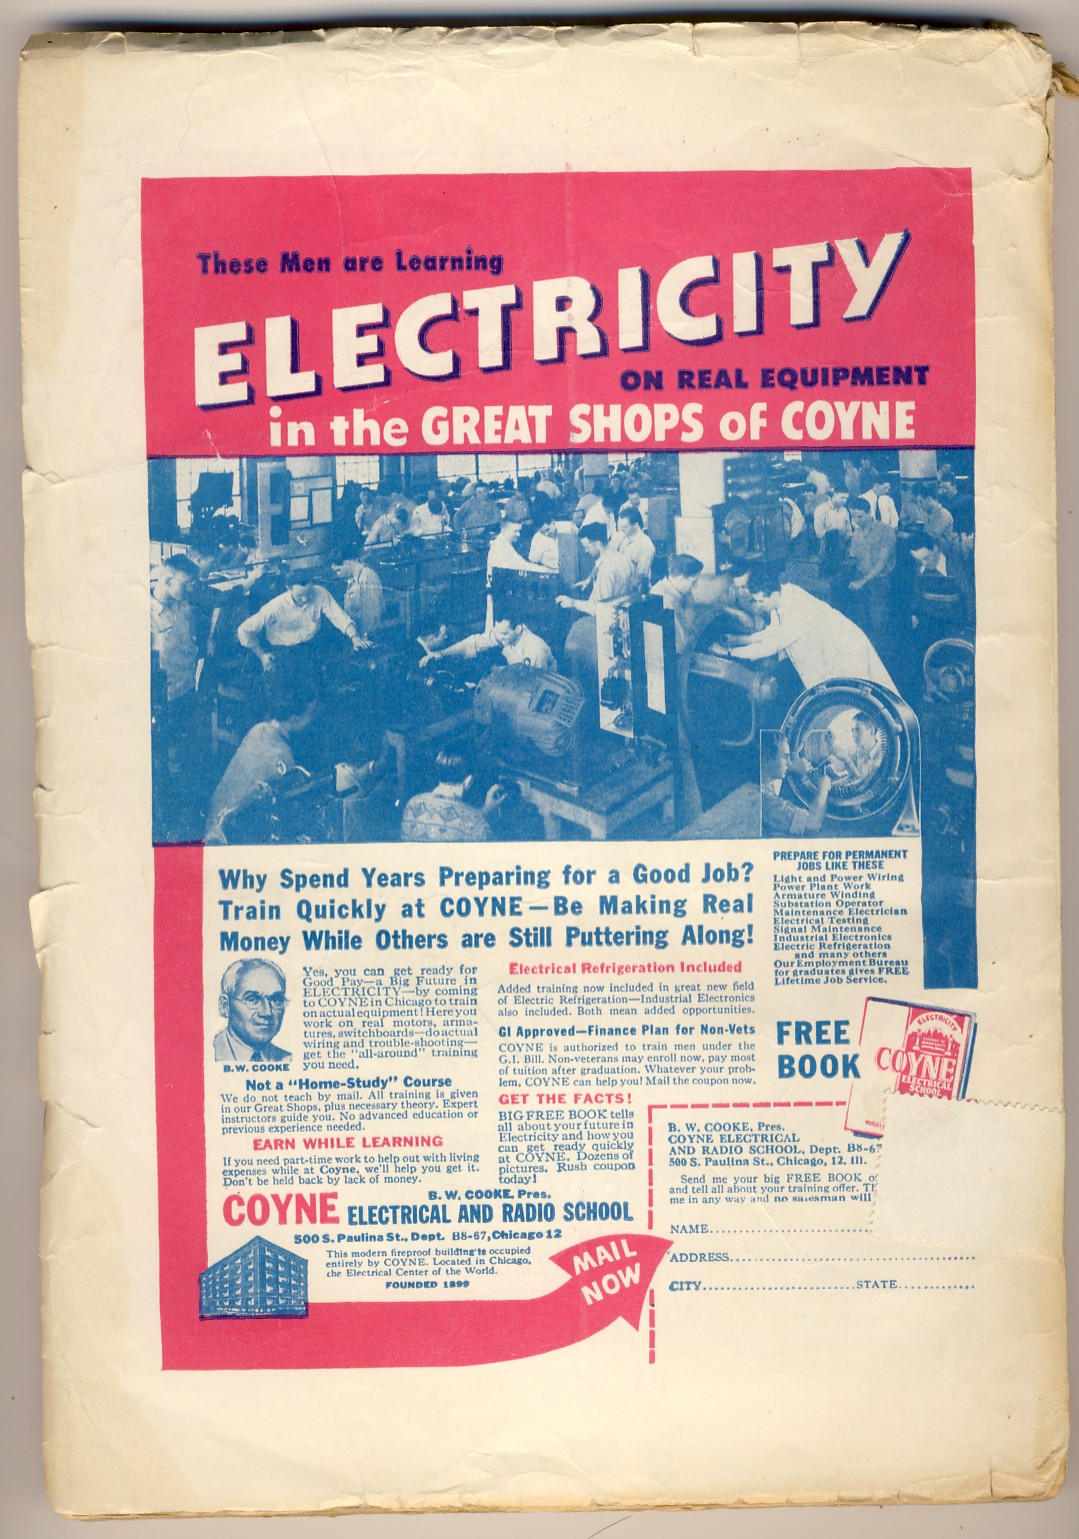 These Men are Learning
ELECTRICITY
ON REAL EQUIPMENT
in the GREAT SHOPS of COYNE
Why Spend Years Preparing for a Good Job?
Train Quickly at COYNE—Be Making Real
Money While Others are Still Puttering Along!
B.W. COOKE
Yes, you can get ready for
Good Pay—a Big Future in
ELECTRICITY—by coming
to COYNE in Chicago to train
on actual equipment! Here you
work on real motors, arma-
tures, switchboards—do actual
wiring and trouble-shooting—
get the "all-around" training
you need.
Not a "Home-Study" Course
We do not teach by mail. All training is given
in our Great Shops, plus necessary theory. Expert
instructors guide you. No advanced education or
previous experience needed.
EARN WHILE LEARNING
If you need part-time work to help out with living
expenses while at Coyne, we'll help you get it.
Don't be held back by lack of money.
Electrical Refrigeration Included
Added training now included in great new field
of Electric Refrigeration—Industrial Electronics
also included. Both mean added opportunities.
GI Approved—Finance Plan for Non-Vets
COYNE is authorized to train men under the
G.I. Bill. Non-veterans may enroll now, pay most
of tuition after graduation. Whatever your prob-
lem, COYNE can help you! Mail the coupon now.
GET THE FACTS!
BIG FREE BOOK tells
all about your future in
Electricity and how you
can get ready quickly
at COYNE. Dozens of
pictures. Rush coupon
today!
PREPARE FOR PERMANENT
JOBS LIKE THESE
Light and Power Wiring
Power Plant Work
Armature Winding
Substation Operator
Maintenance Electrician
Electrical Testing
Signal Maintenance
Industrial Electronics
Electric Refrigeration
and many others
Our Employment Bureau
for graduates gives FREE
Lifetime Job Service.
FREE
BOOK
ELECTRICITY
COYNE
ELECTRICAL
SCHOOL
B. W. COOKE, Pres.
COYNE ELECTRICAL AND RADIO SCHOOL
500 S. Paulina St., Dept. B8-67, Chicago 12
This modern fireproof building is occupied
entirely by COYNE. Located in Chicago,
the Electrical Center of the World.
FOUNDED 1899
MAIL
NOW
B. W. COOKE, Pres.
COYNE ELECTRICAL
AND RADIO SCHOOL, Dept. B8-67
500 S. Paulina St., Chicago, 12, Ill.
Send me your big FREE BOOK
and tell all about your training offer.
me in any way and no salesman will
NAME
ADDRESS
CITY STATE